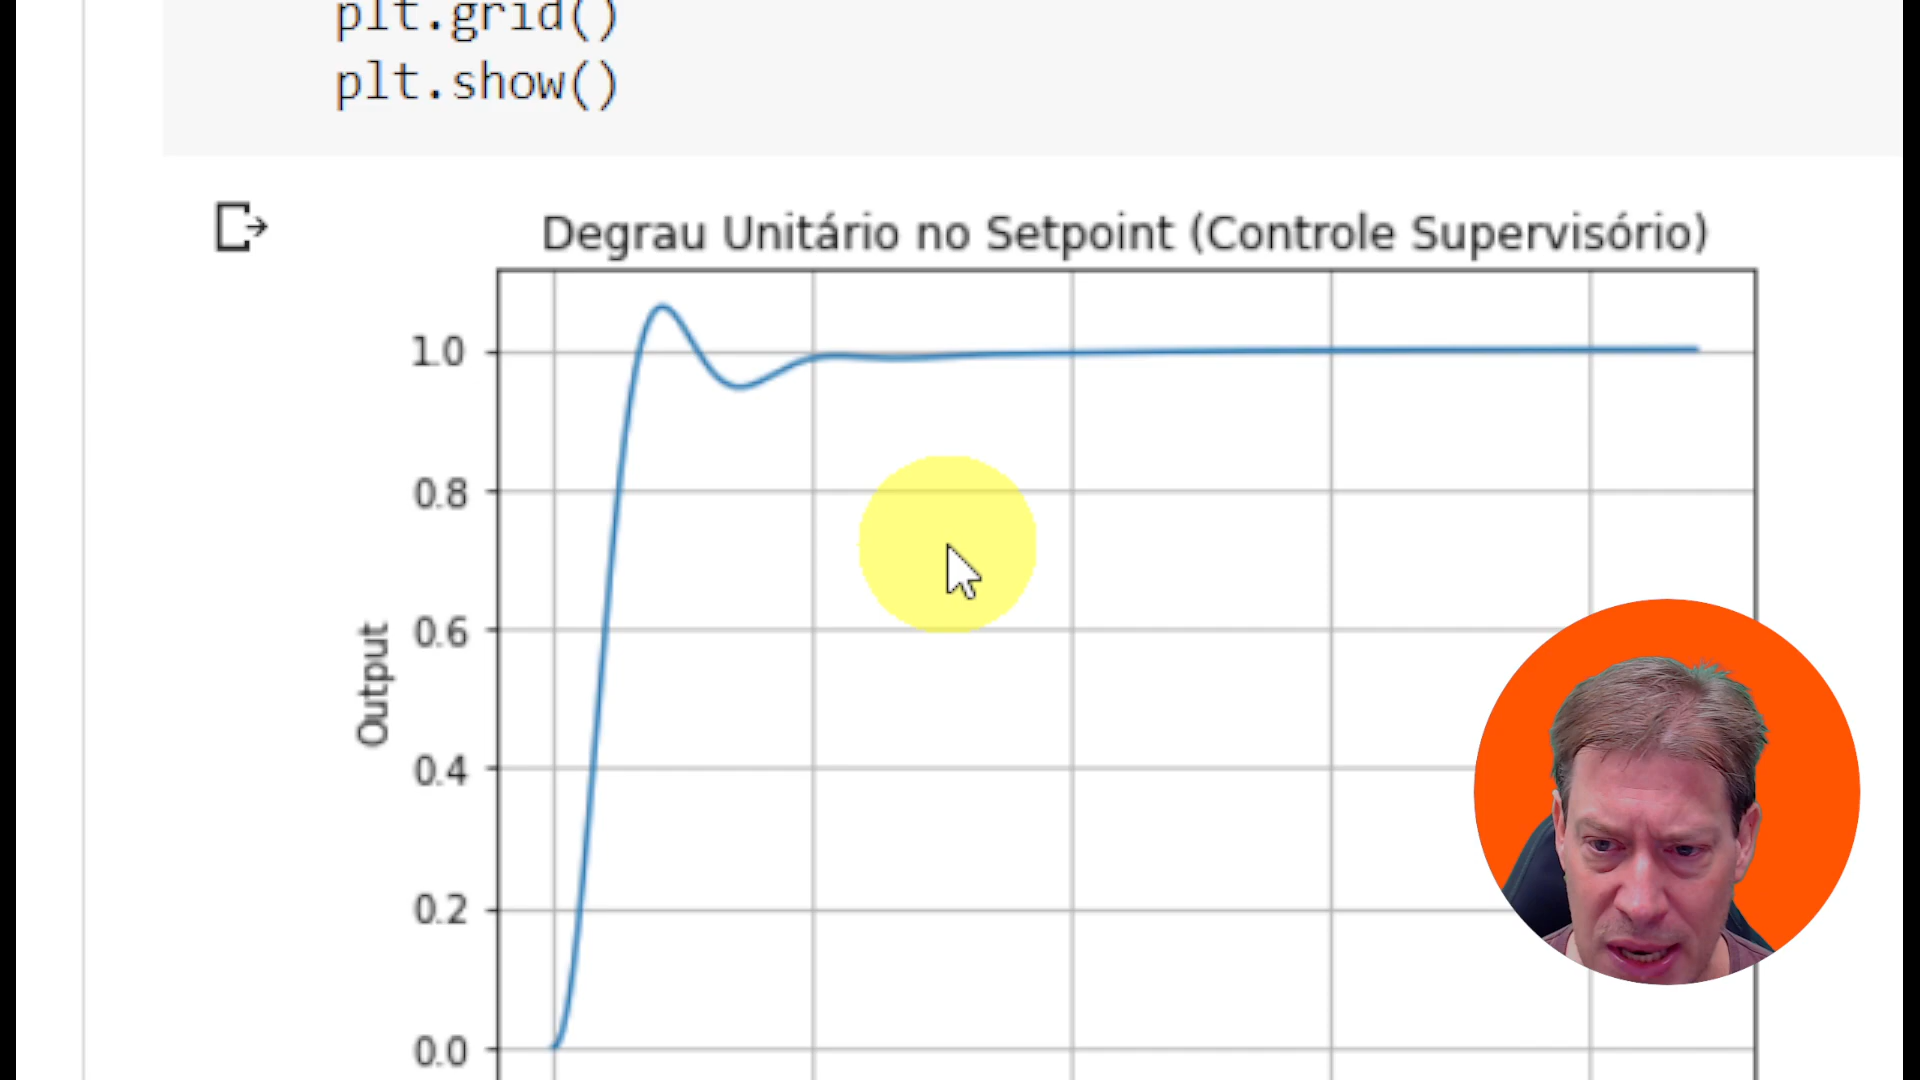 plt.grid()
plt.show()
Degrau Unitário no Setpoint (Controle Supervisório)
1.0
0.8
0.6
Output
0.4
0.2
0.0